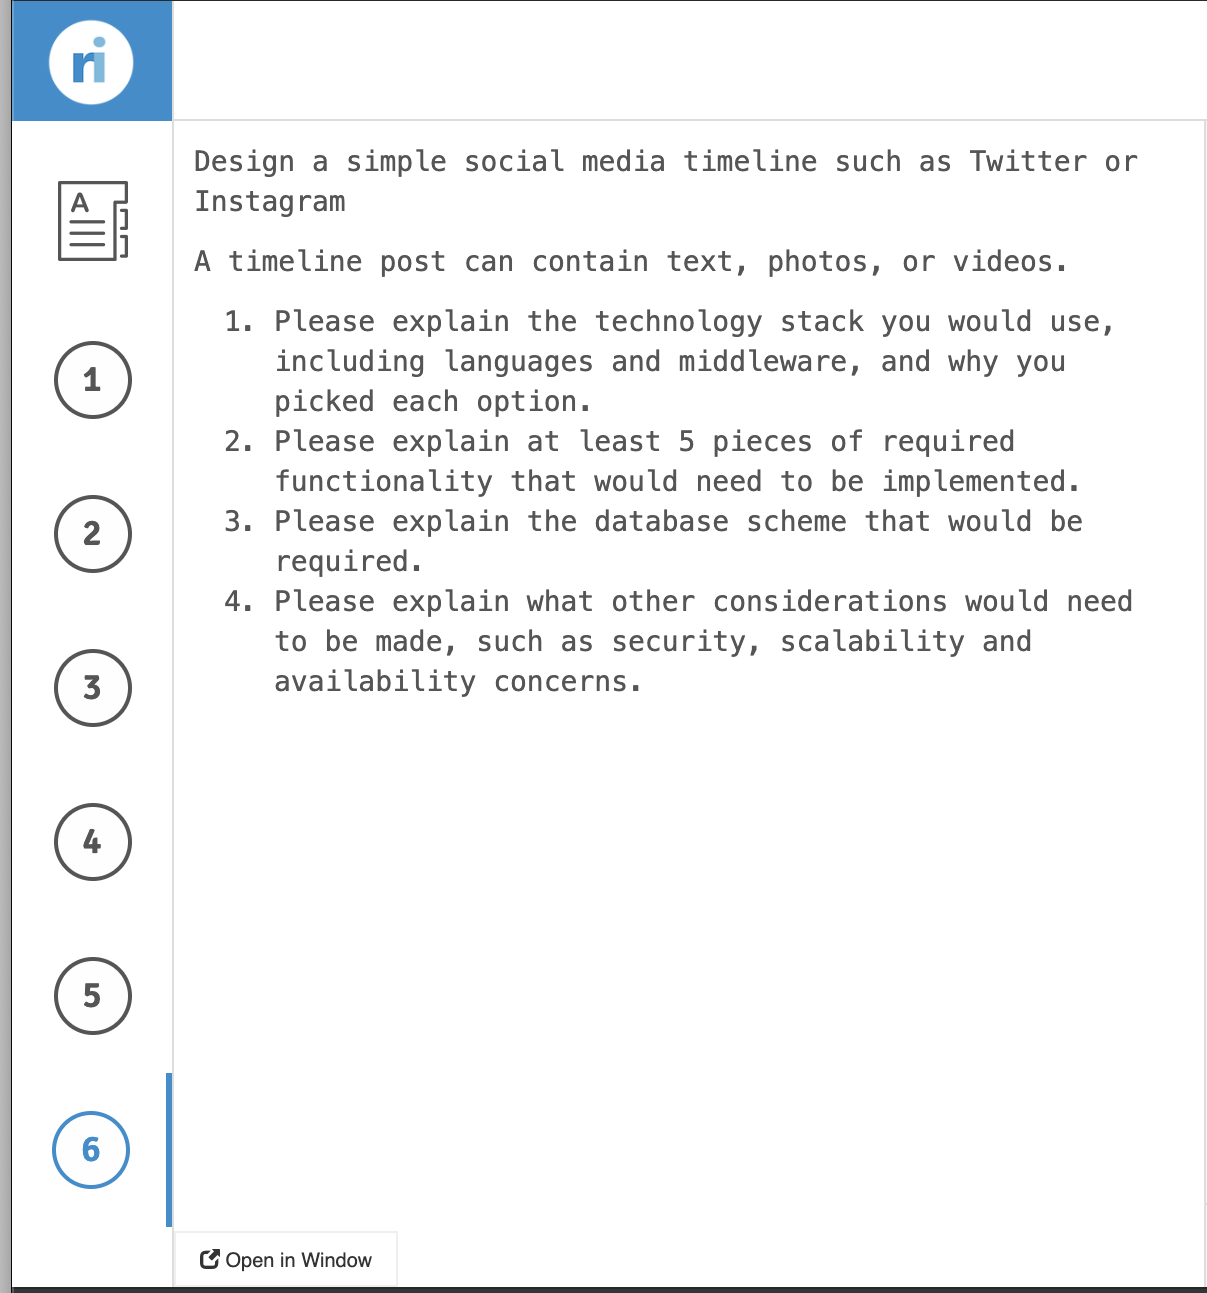 ri
Design a simple social media timeline such as Twitter or
Instagram
A timeline post can contain text, photos, or videos.
1. Please explain the technology stack you would use,
including languages and middleware, and why you
picked each option.
2. Please explain at least 5 pieces of required
functionality that would need to be implemented.
3. Please explain the database scheme that would be
required.
4. Please explain what other considerations would need
to be made, such as security, scalability and
availability concerns.
A
1
2
3
4
5
6
Open in Window